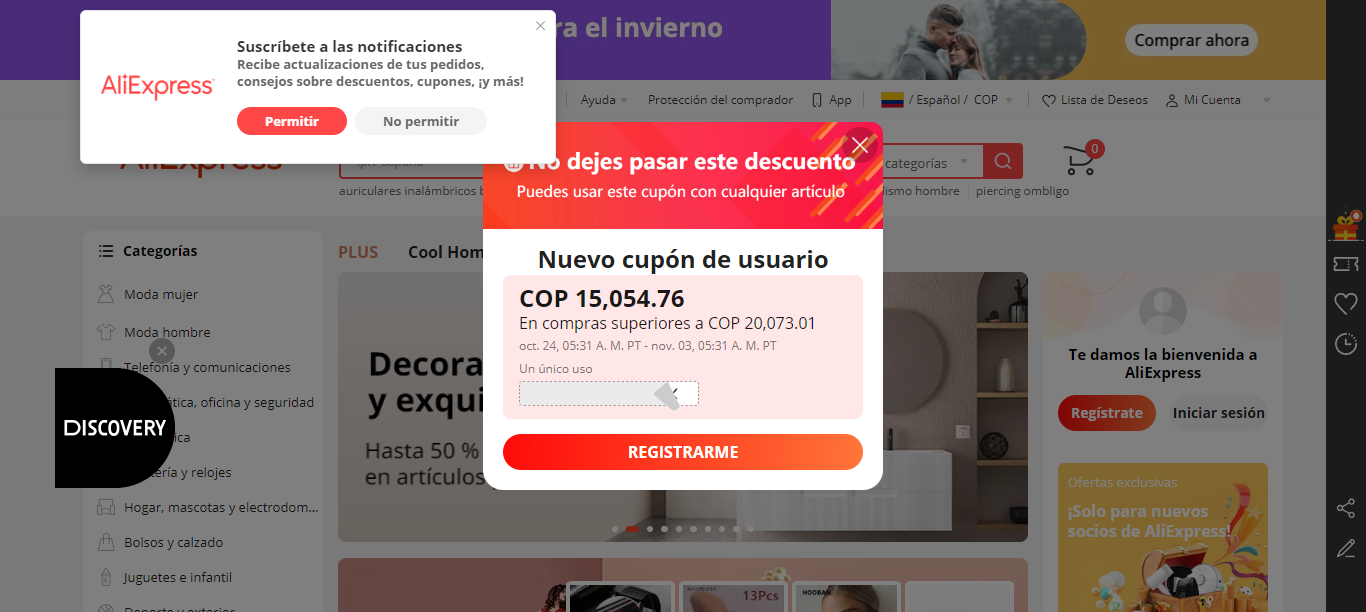 ra el invierno
Comprar ahora
Suscríbete a las notificaciones
Recibe actualizaciones de tus pedidos,
consejos sobre descuentos, cupones, ¡y más!
AliExpress
Permitir
No permitir
Ayuda
Protección del comprador
App
/ Español / COP
Lista de Deseos
Mi Cuenta
AliExpress
categorías
0
auriculares inalámbricos b
lismo hombre
piercing ombligo
No dejes pasar este descuento
Puedes usar este cupón con cualquier artículo
Categorías
PLUS
Cool Hom
Nuevo cupón de usuario
COP 15,054.76
En compras superiores a COP 20,073.01
oct. 24, 05:31 A. M. PT - nov. 03, 05:31 A. M. PT
Un único uso
REGISTRARME
Moda mujer
Moda hombre
Telefonía y comunicaciones
ática, oficina y seguridad
ica
tería y relojes
Hogar, mascotas y electrodom...
Bolsos y calzado
Juguetes e infantil
Deporte y exterior
DISCOVERY
Decora
y exqui
Hasta 50 %
en artículos
Te damos la bienvenida a
AliExpress
Regístrate
Iniciar sesión
Ofertas exclusivas
¡Solo para nuevos
socios de AliExpress!
13Pcs